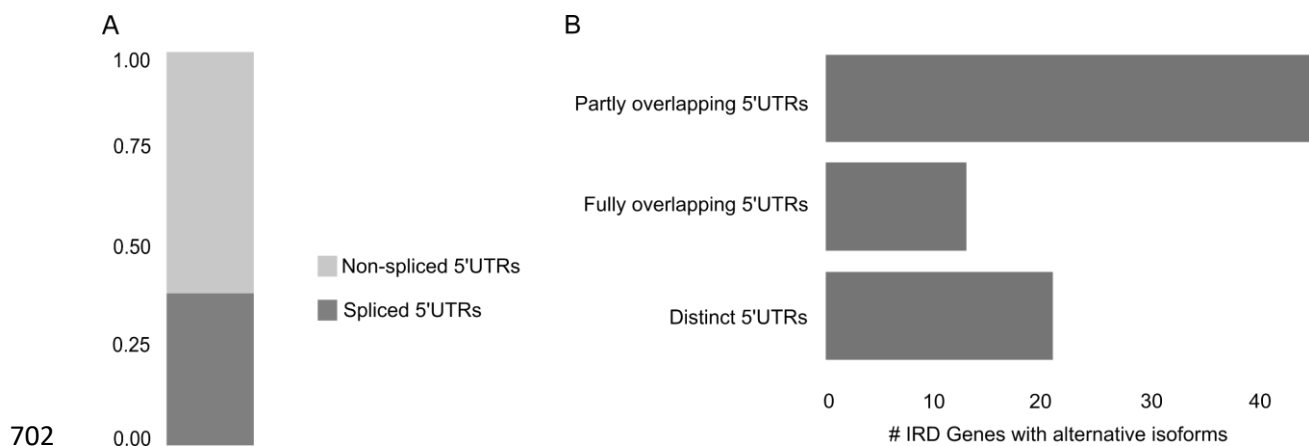 A
1.00
0.75
0.50
0.25
0.00
Non-spliced 5'UTRs
Spliced 5'UTRs
B
Partly overlapping 5'UTRs
Fully overlapping 5'UTRs
Distinct 5'UTRs
0 10 20 30 40
# IRD Genes with alternative isoforms
702